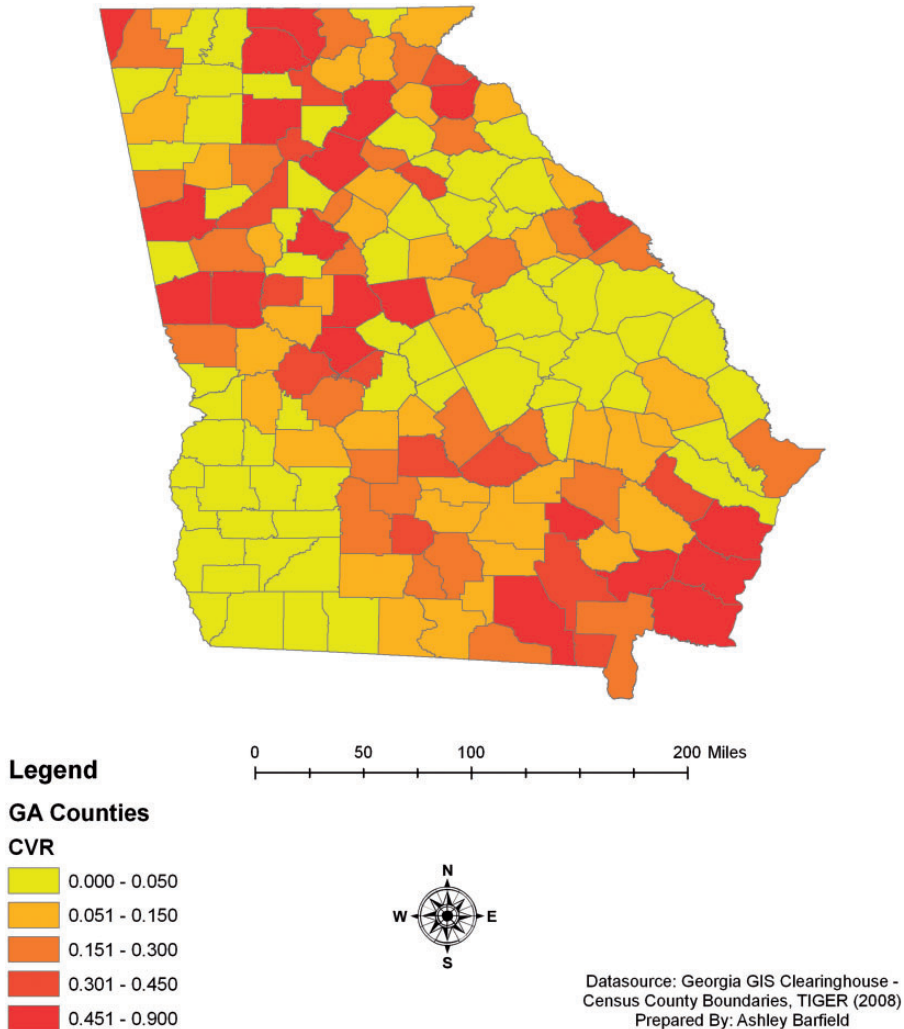 0 50 100 200 Miles
Legend
GA Counties
CVR
0.000 - 0.050
0.051 - 0.150
0.151 - 0.300
0.301 - 0.450
0.451 - 0.900
N
W E
S
Datasource: Georgia GIS Clearinghouse -
Census County Boundaries, TIGER (2008)
Prepared By: Ashley Barfield